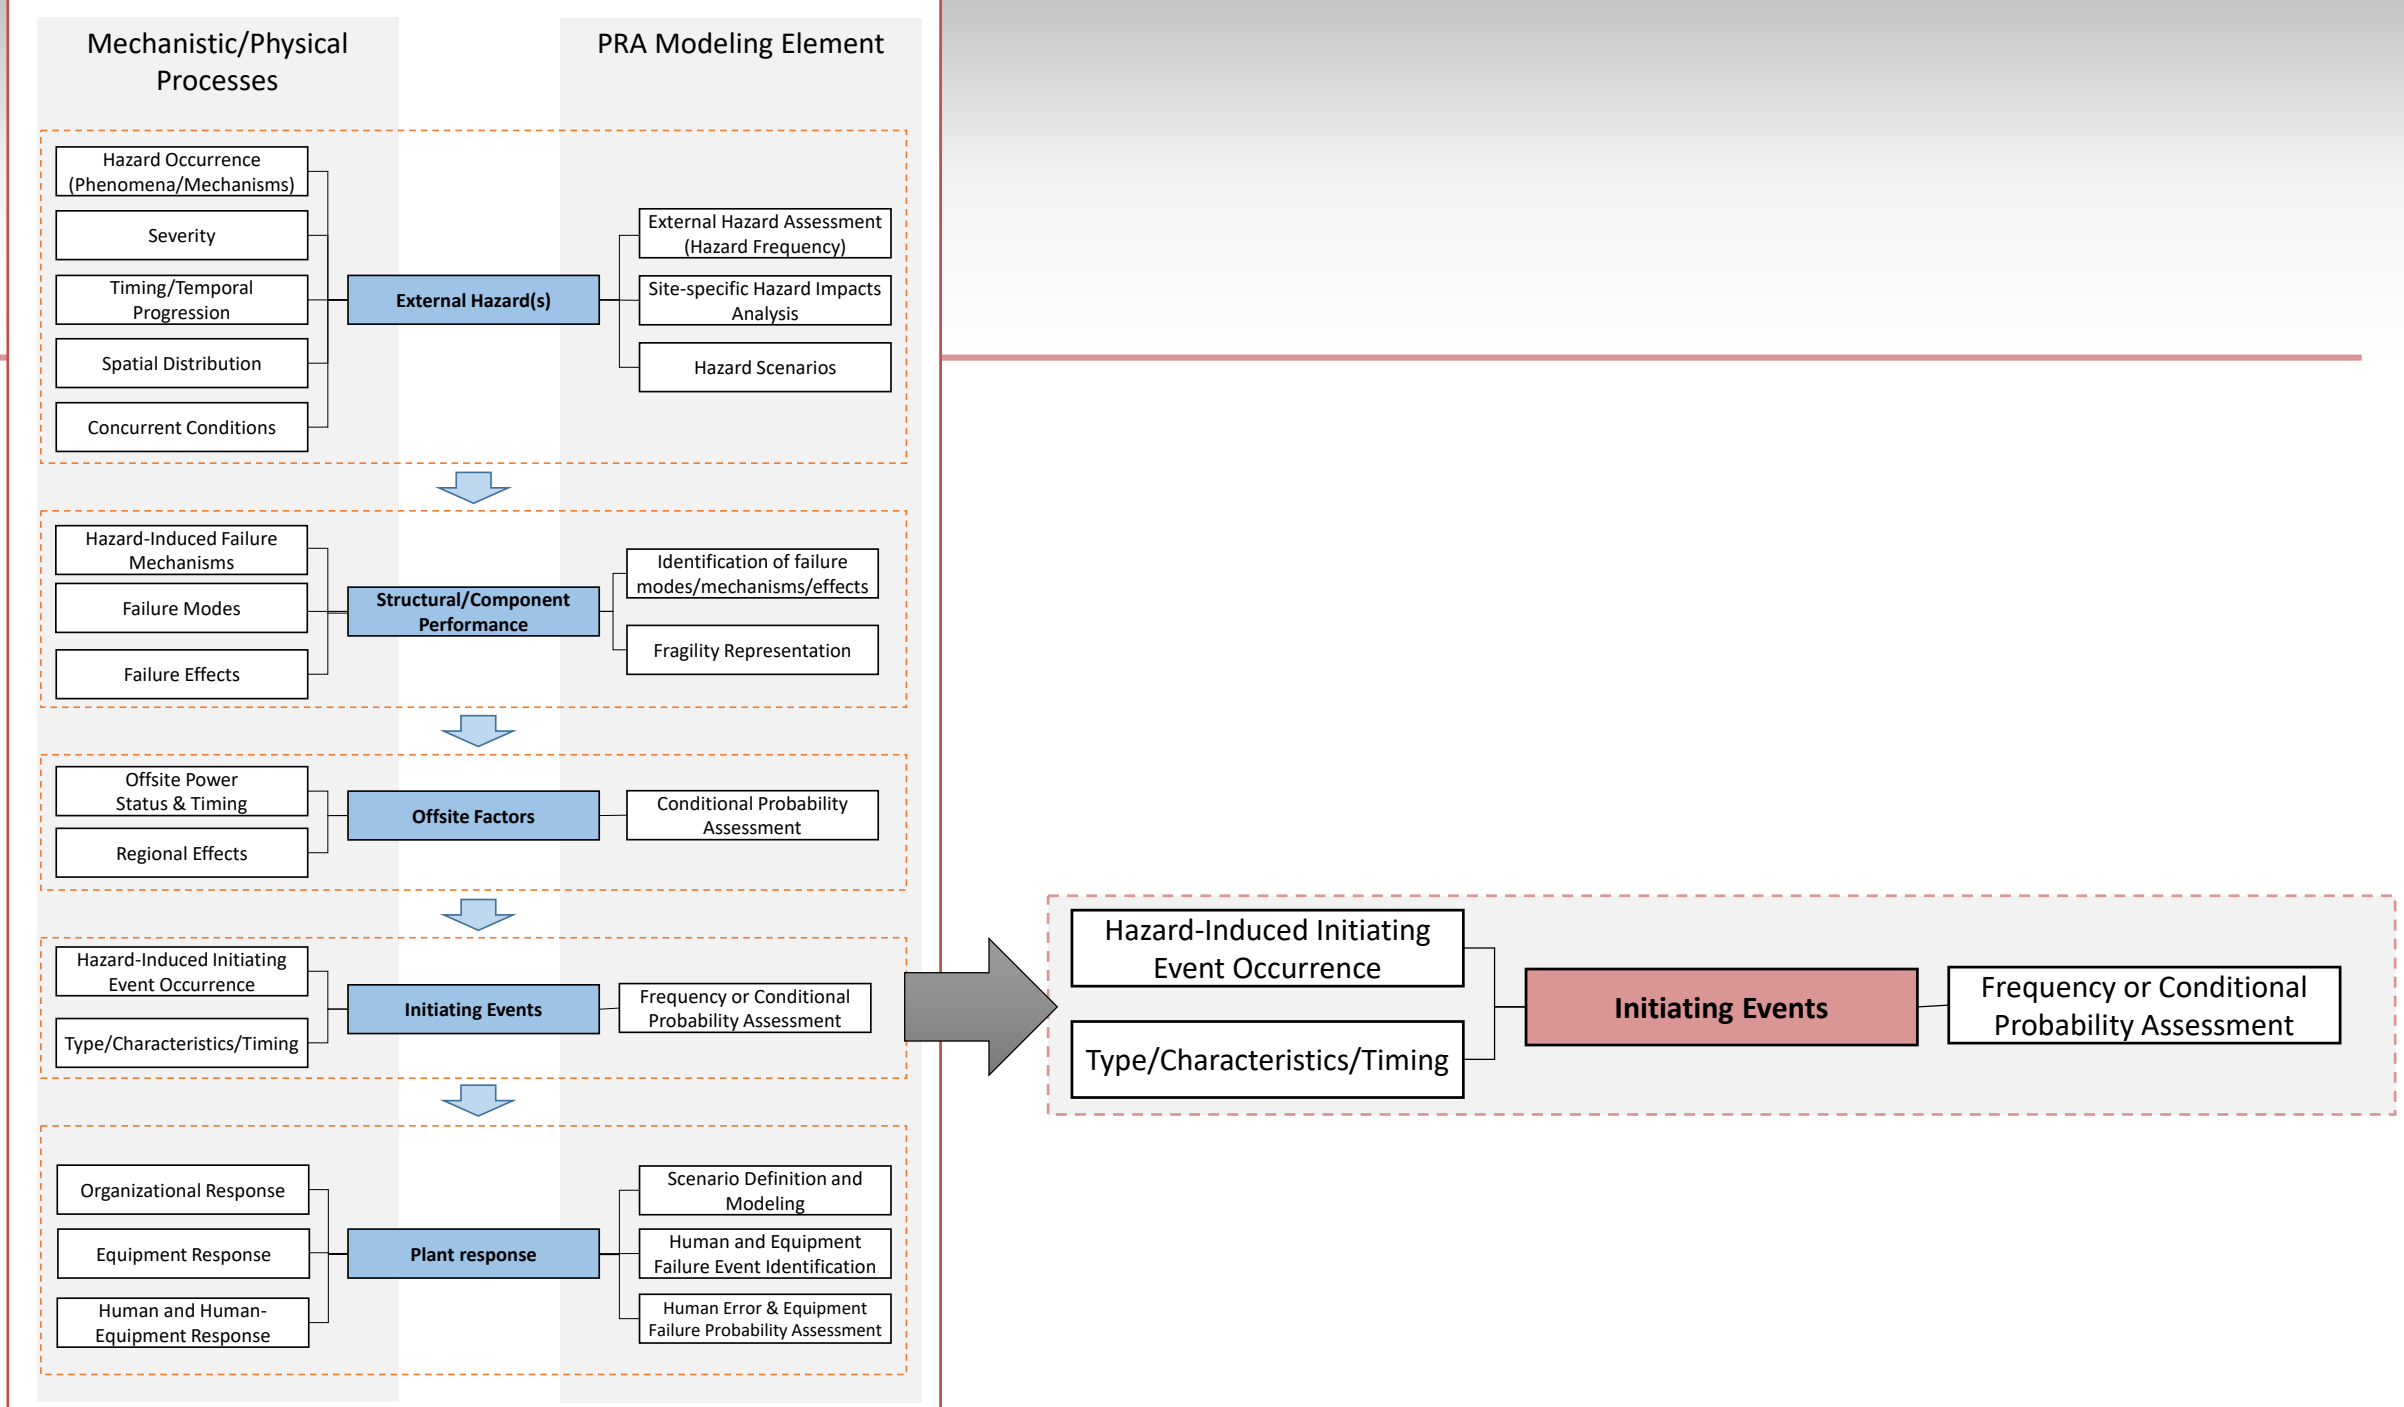 Mechanistic/Physical
Processes
PRA Modeling Element
Hazard Occurrence
(Phenomena/Mechanisms)
Severity
Timing/Temporal
Progression
Spatial Distribution
Concurrent Conditions
External Hazard(s)
External Hazard Assessment
(Hazard Frequency)
Site-specific Hazard Impacts
Analysis
Hazard Scenarios
Hazard-Induced Failure
Mechanisms
Failure Modes
Failure Effects
Structural/Component
Performance
Identification of failure
modes/mechanisms/effects
Fragility Representation
Offsite Power
Status & Timing
Regional Effects
Offsite Factors
Conditional Probability
Assessment
Hazard-Induced Initiating
Event Occurrence
Type/Characteristics/Timing
Initiating Events
Frequency or Conditional
Probability Assessment
Organizational Response
Equipment Response
Human and Human-
Equipment Response
Plant response
Scenario Definition and
Modeling
Human and Equipment
Failure Event Identification
Human Error & Equipment
Failure Probability Assessment
Hazard-Induced Initiating
Event Occurrence
Type/Characteristics/Timing
Initiating Events
Frequency or Conditional
Probability Assessment